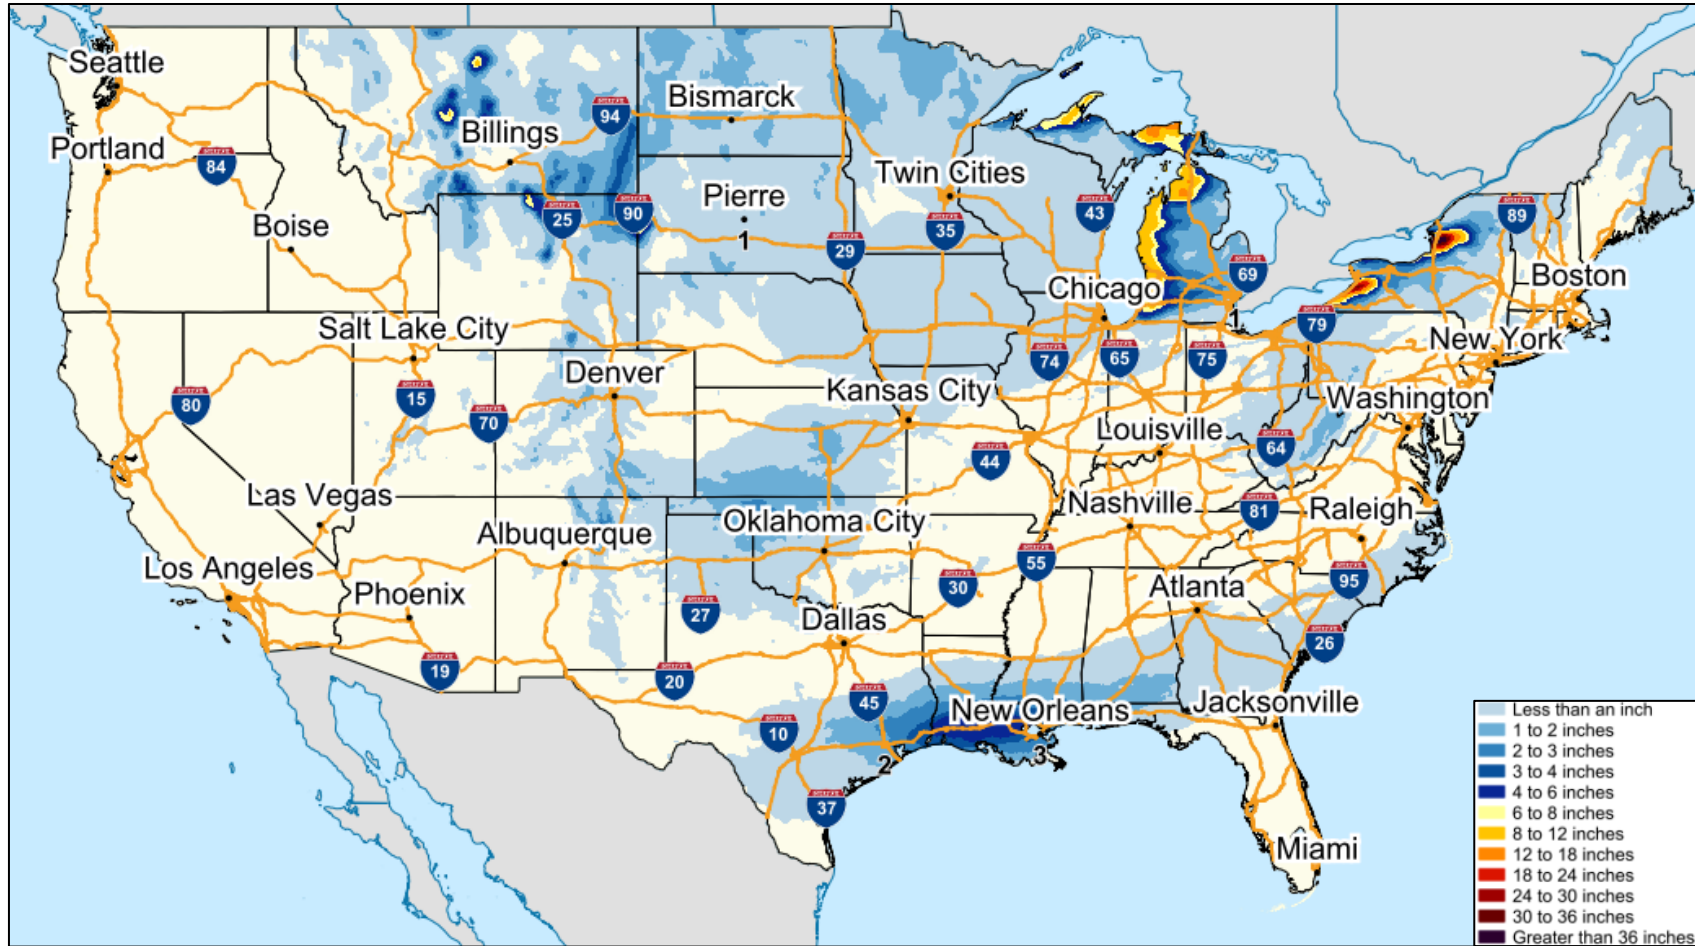 Seattle
Portland
84
Boise
Billings
94
Bismarck
25
90
Pierre
1
29
Twin Cities
35
43
69
Chicago
1
79
89
Boston
New York
Salt Lake City
80
15
70
Denver
Kansas City
74
65
75
Washington
Louisville
64
44
Las Vegas
Albuquerque
Oklahoma City
Nashville
81
Raleigh
Los Angeles
Phoenix
27
Dallas
30
55
Atlanta
95
26
19
20
45
10
37
New Orleans
2
3
Jacksonville
Miami
Less than an inch
1 to 2 inches
2 to 3 inches
3 to 4 inches
4 to 6 inches
6 to 8 inches
8 to 12 inches
12 to 18 inches
18 to 24 inches
24 to 30 inches
30 to 36 inches
Greater than 36 inches